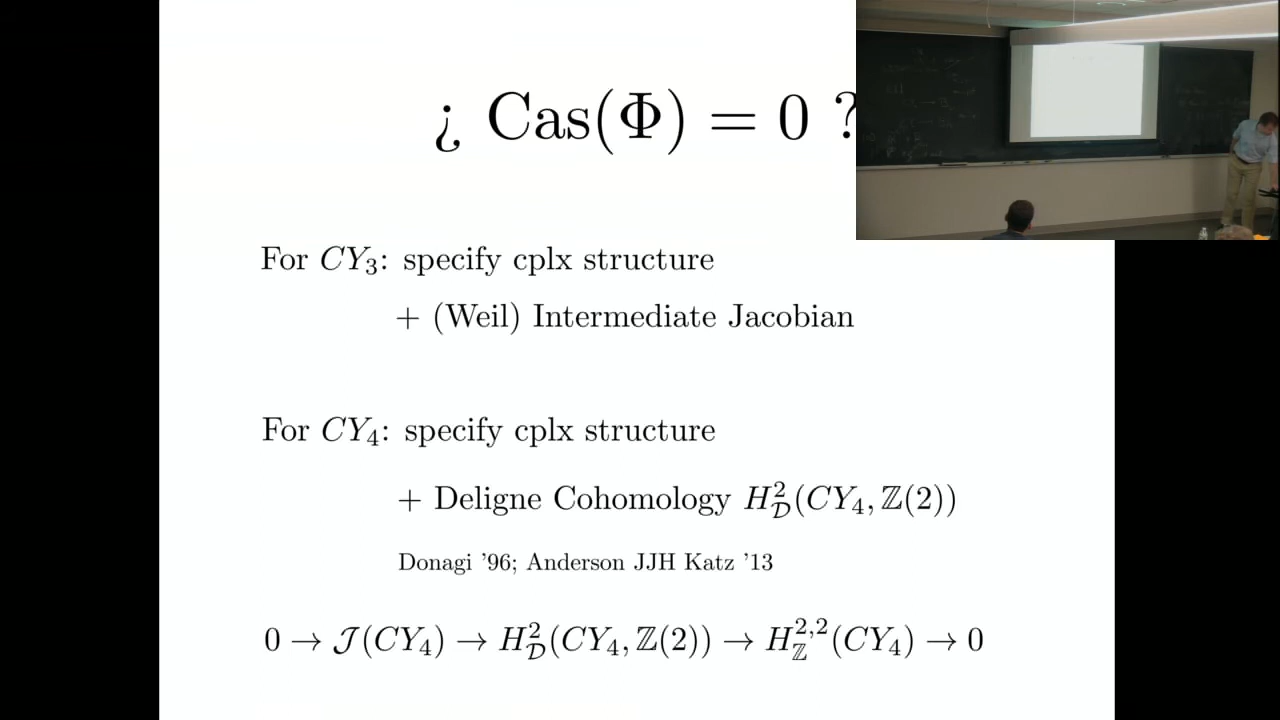 ¿ Cas(Φ) = 0 ?
For CY₃: specify cplx structure
+ (Weil) Intermediate Jacobian
For CY₄: specify cplx structure
+ Deligne Cohomology H²_𝒟(CY₄, ℤ(2))
Donagi '96; Anderson JJH Katz '13
0 → 𝒥(CY₄) → H²_𝒟(CY₄, ℤ(2)) → H^{2,2}_ℤ(CY₄) → 0